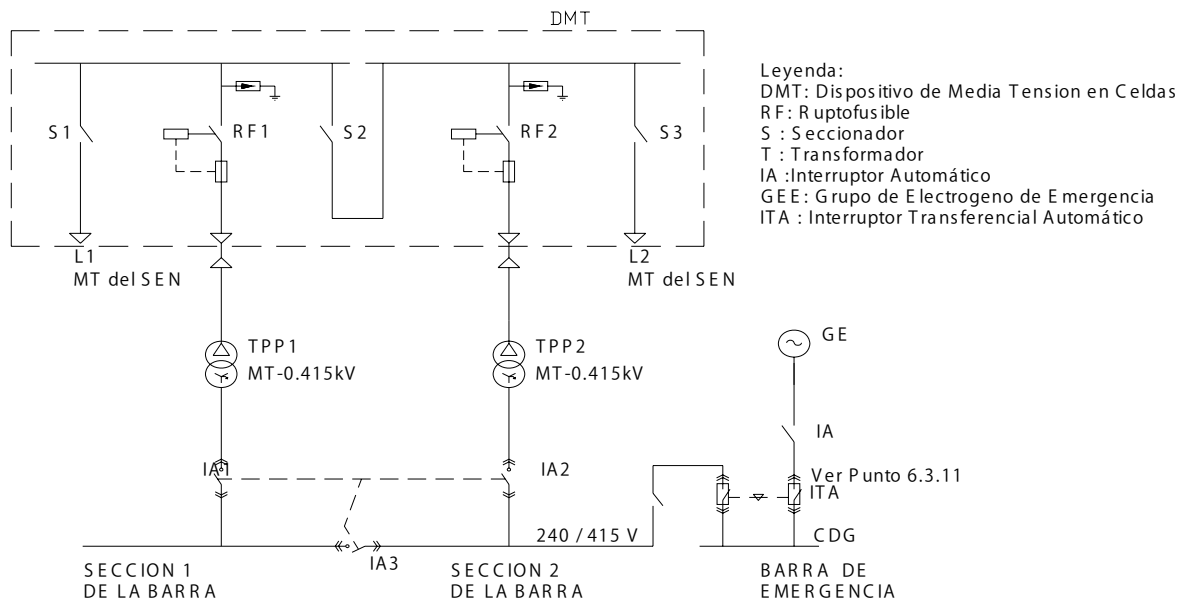 DMT
Leyenda:
DMT: Dispositivo de Media Tension en Celdas
RF: Ruptofusible
S : Seccionador
T : Transformador
IA :Interruptor Automático
GEE: Grupo de Electrogeno de Emergencia
ITA : Interruptor Transferencial Automático
S1
RF1
S2
RF2
S3
L1
MT del SEN
L2
MT del SEN
TPP1
MT-0.415kV
TPP2
MT-0.415kV
GE
IA
IA1
IA2
Ver Punto 6.3.11
ITA
240 / 415 V
CDG
IA3
SECCION 1
DE LA BARRA
SECCION 2
DE LA BARRA
BARRA DE
EMERGENCIA